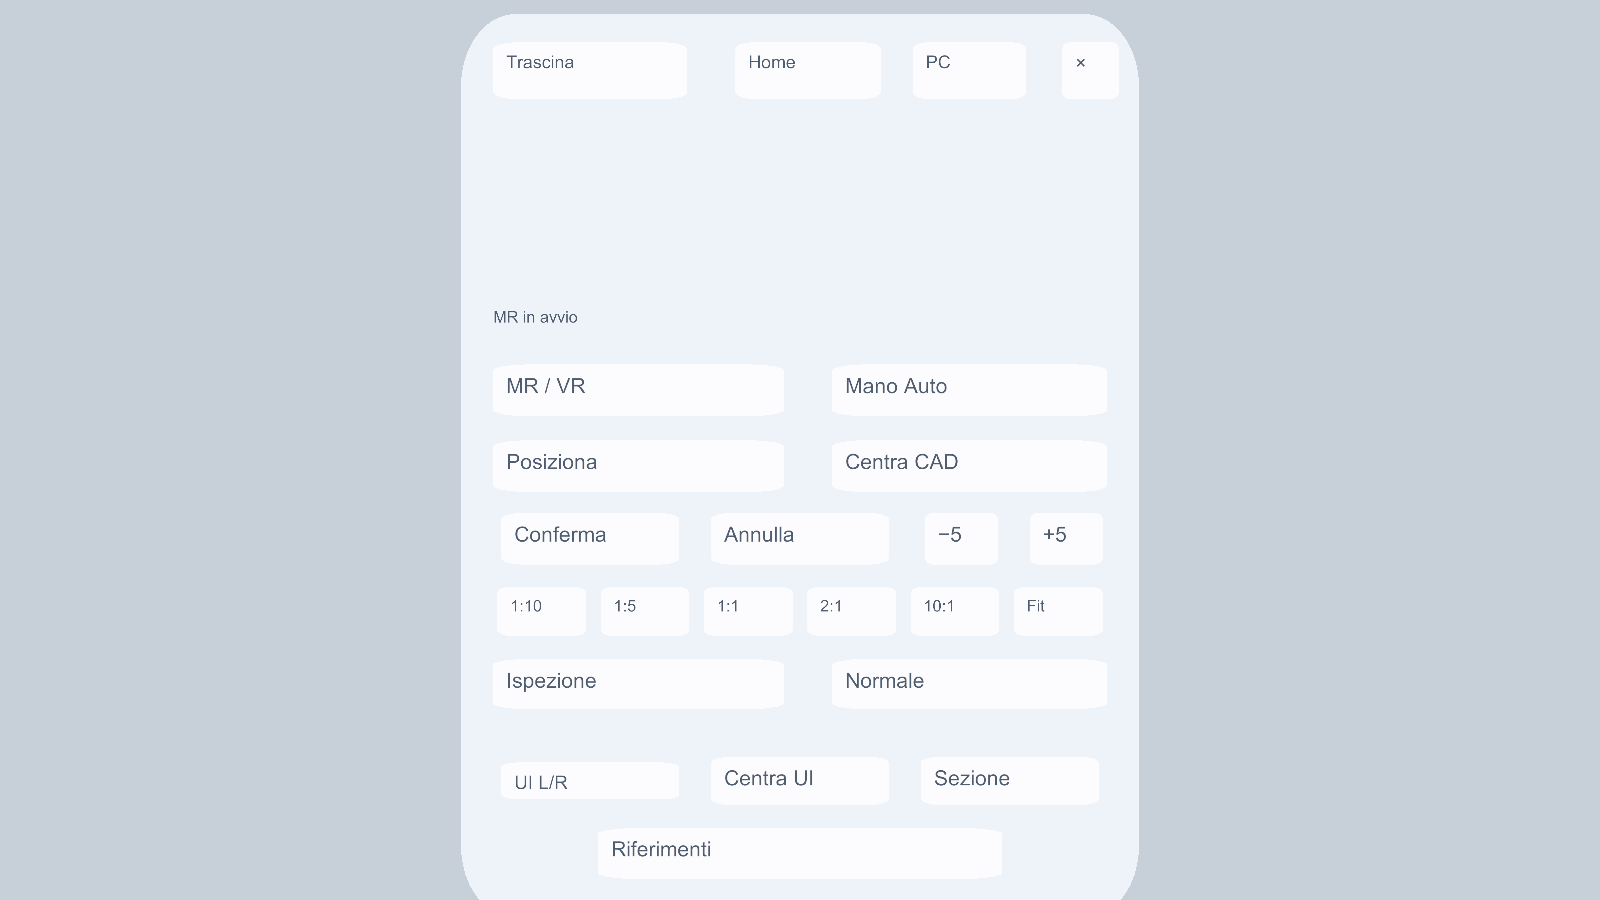 Trascina Home PC ×
MR in avvio
MR / VR Mano Auto
Posiziona Centra CAD
Conferma Annulla −5 +5
1:10 1:5 1:1 2:1 10:1 Fit
Ispezione Normale
UI L/R Centra UI Sezione
Riferimenti